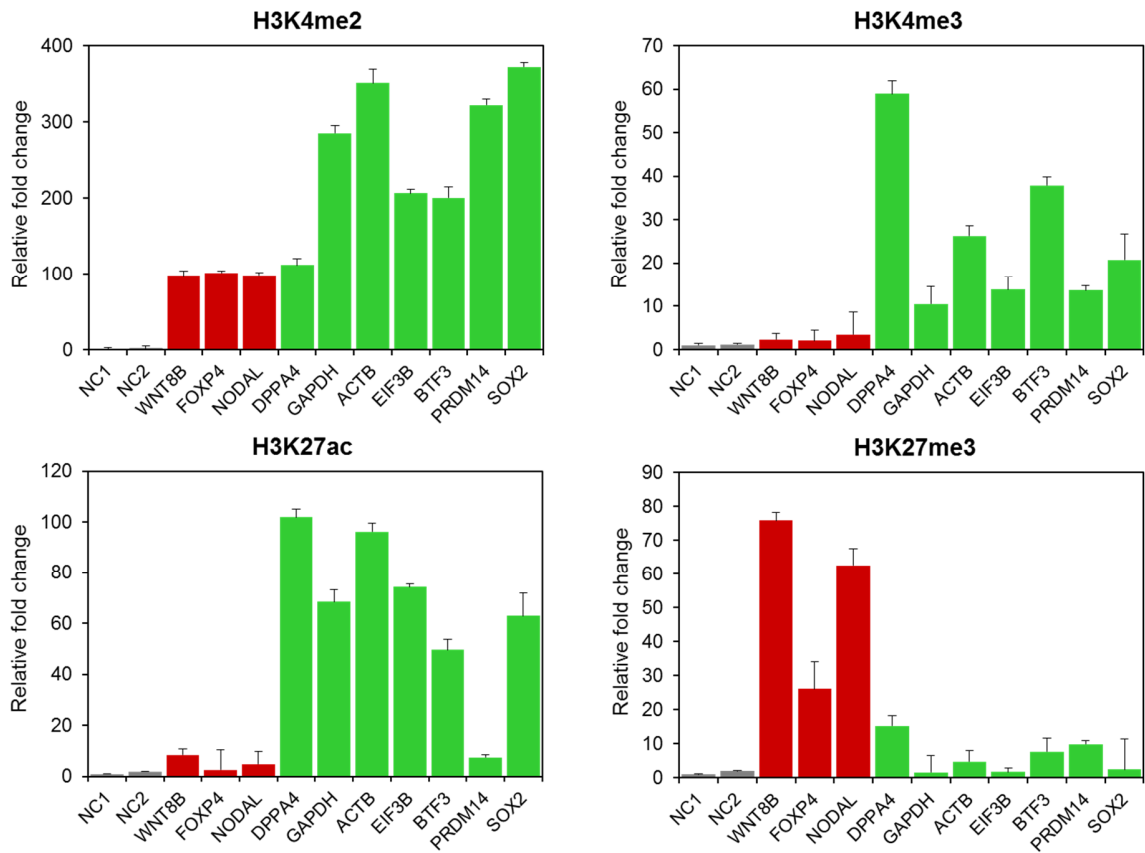 H3K4me2
Relative fold change
400
300
200
100
0
NC1
NC2
WNT8B
FOXP4
NODAL
DPPA4
GAPDH
ACTB
EIF3B
BTF3
PRDM14
SOX2
H3K4me3
Relative fold change
70
60
50
40
30
20
10
0
NC1
NC2
WNT8B
FOXP4
NODAL
DPPA4
GAPDH
ACTB
EIF3B
BTF3
PRDM14
SOX2
H3K27ac
Relative fold change
120
100
80
60
40
20
0
NC1
NC2
WNT8B
FOXP4
NODAL
DPPA4
GAPDH
ACTB
EIF3B
BTF3
PRDM14
SOX2
H3K27me3
Relative fold change
90
80
70
60
50
40
30
20
10
0
NC1
NC2
WNT8B
FOXP4
NODAL
DPPA4
GAPDH
ACTB
EIF3B
BTF3
PRDM14
SOX2